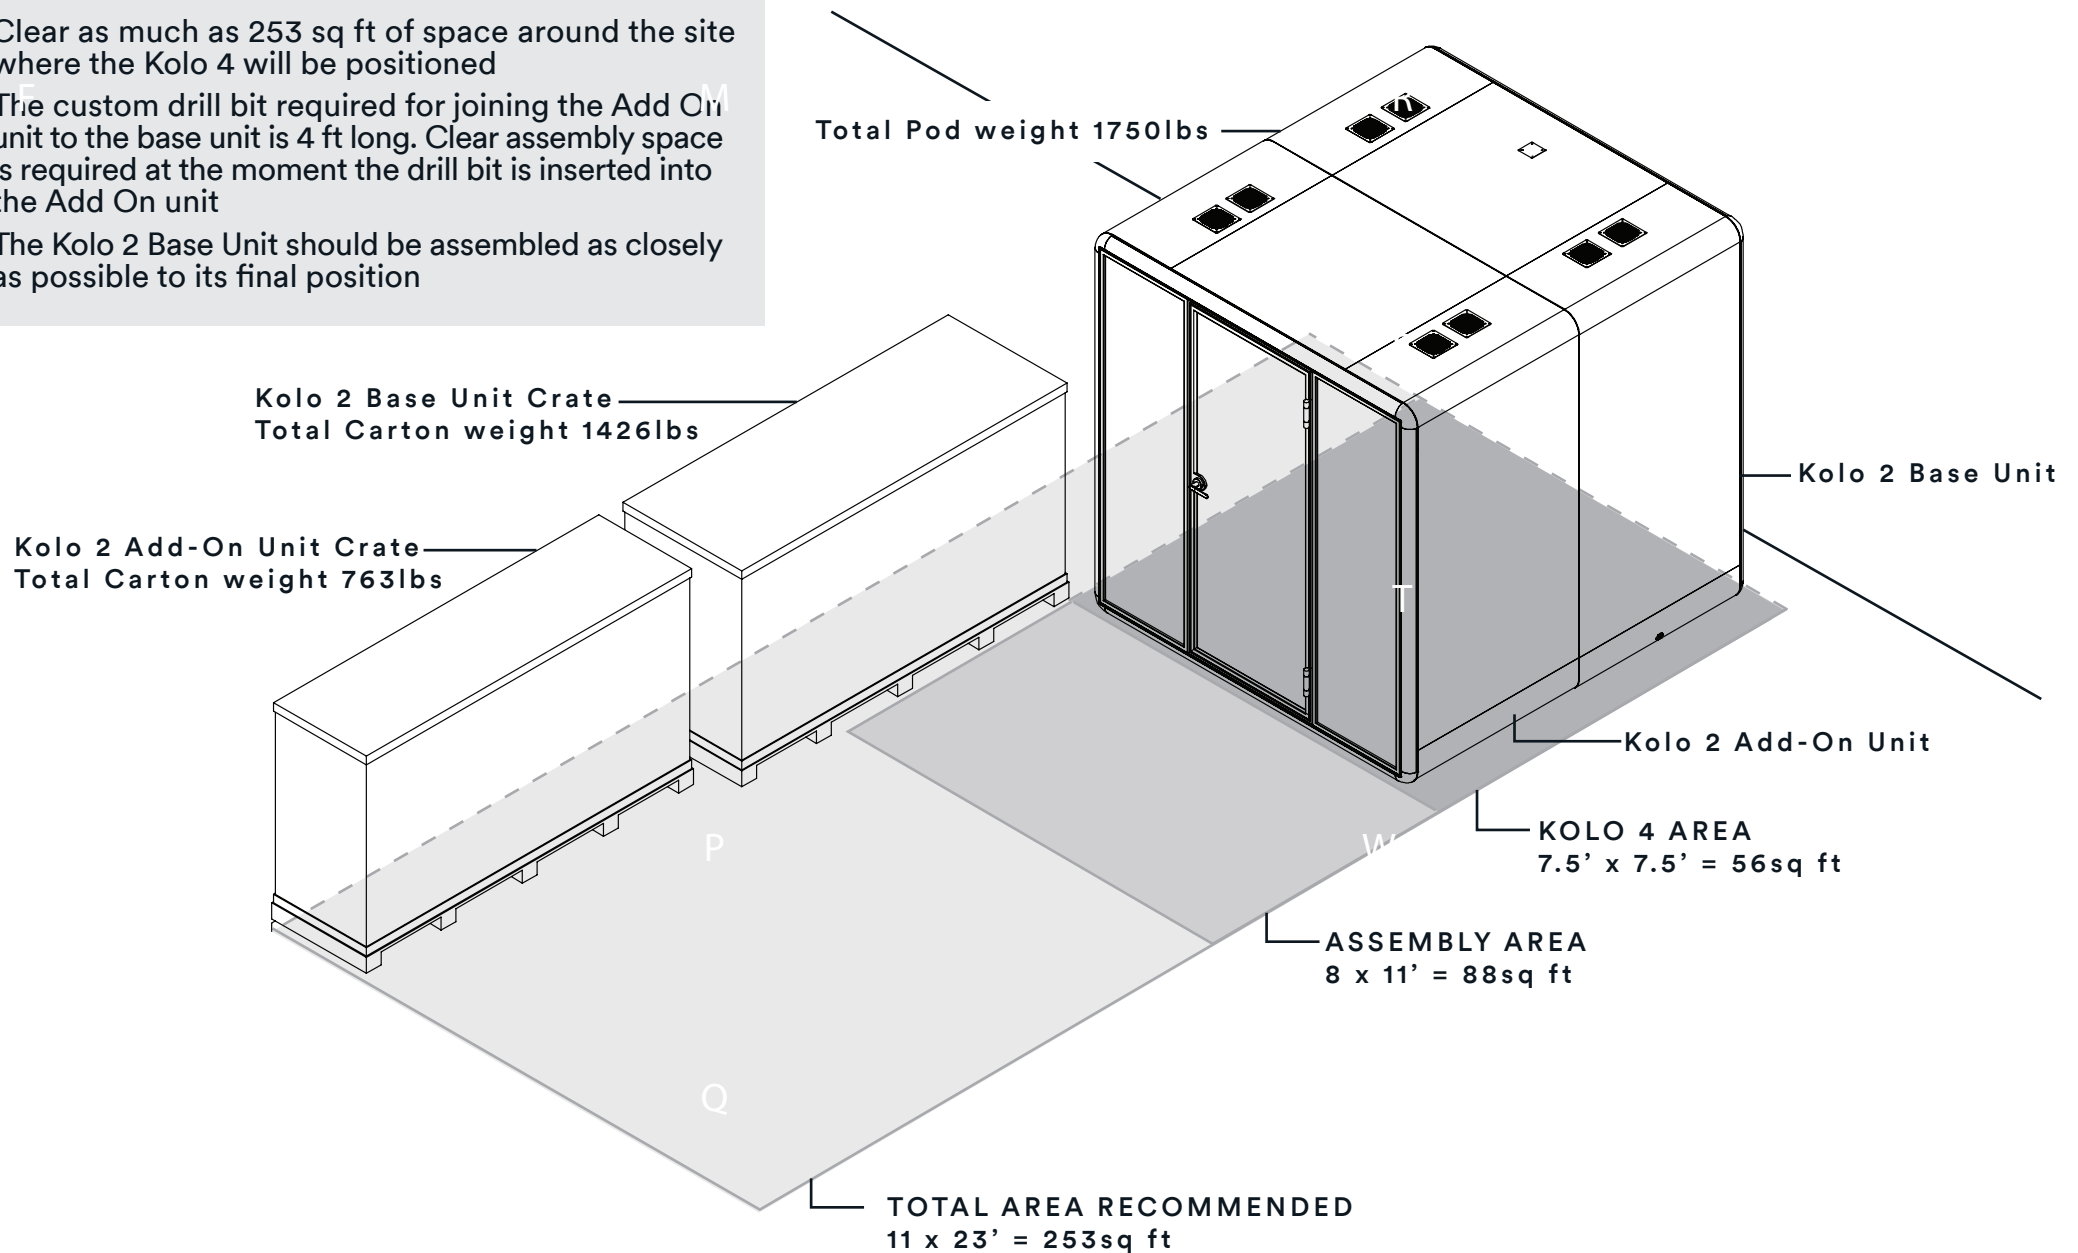 Clear as much as 253 sq ft of space around the site
where the Kolo 4 will be positioned
The custom drill bit required for joining the Add On
unit to the base unit is 4 ft long. Clear assembly space
is required at the moment the drill bit is inserted into
the Add On unit
The Kolo 2 Base Unit should be assembled as closely
as possible to its final position
F
M
R
Total Pod weight 1750lbs
Kolo 2 Base Unit Crate
Total Carton weight 1426lbs
Kolo 2 Base Unit
Kolo 2 Add-On Unit Crate
Total Carton weight 763lbs
T
Kolo 2 Add-On Unit
P
W
KOLO 4 AREA
7.5’ x 7.5’ = 56sq ft
ASSEMBLY AREA
8 x 11’ = 88sq ft
Q
TOTAL AREA RECOMMENDED
11 x 23’ = 253sq ft